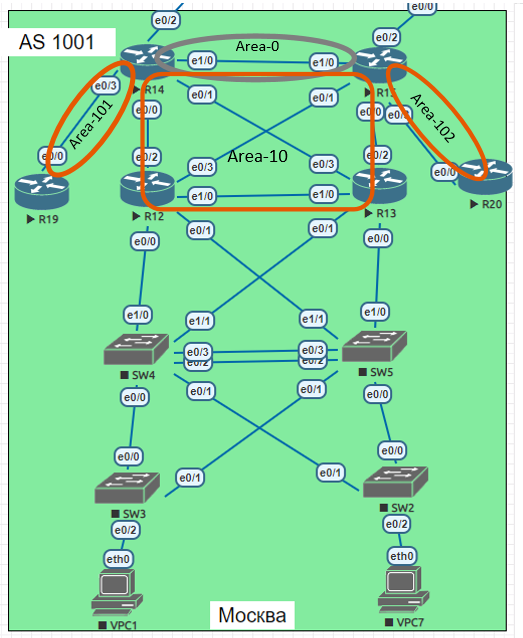 e0/0
e0/2
AS 1001
e0/2
Area-0
e1/0
e1/0
R14
R15
e0/3
Area-101
e0/0
e0/1
e0/1
e0/0
e0/0
Area-102
e0/0
e0/2
Area-10
e0/2
e0/3
e0/3
e0/0
R19
R12
e1/0
e1/0
R13
R20
e0/0
e0/1
e0/1
e0/0
e1/0
e1/1
e1/1
e1/0
e0/3
e0/3
e0/2
e0/2
SW4
SW5
e0/0
e0/1
e0/1
e0/0
e0/0
e0/0
e0/1
e0/1
SW3
SW2
e0/2
e0/2
eth0
eth0
VPC1
Москва
VPC7